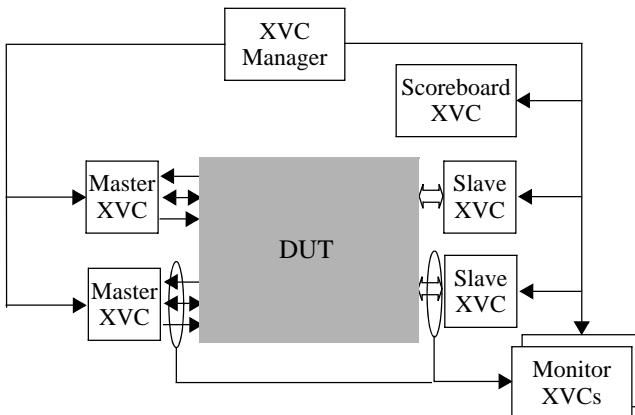 XVC
Manager
Scoreboard
XVC
Master
XVC
Slave
XVC
DUT
Master
XVC
Slave
XVC
Monitor
XVCs